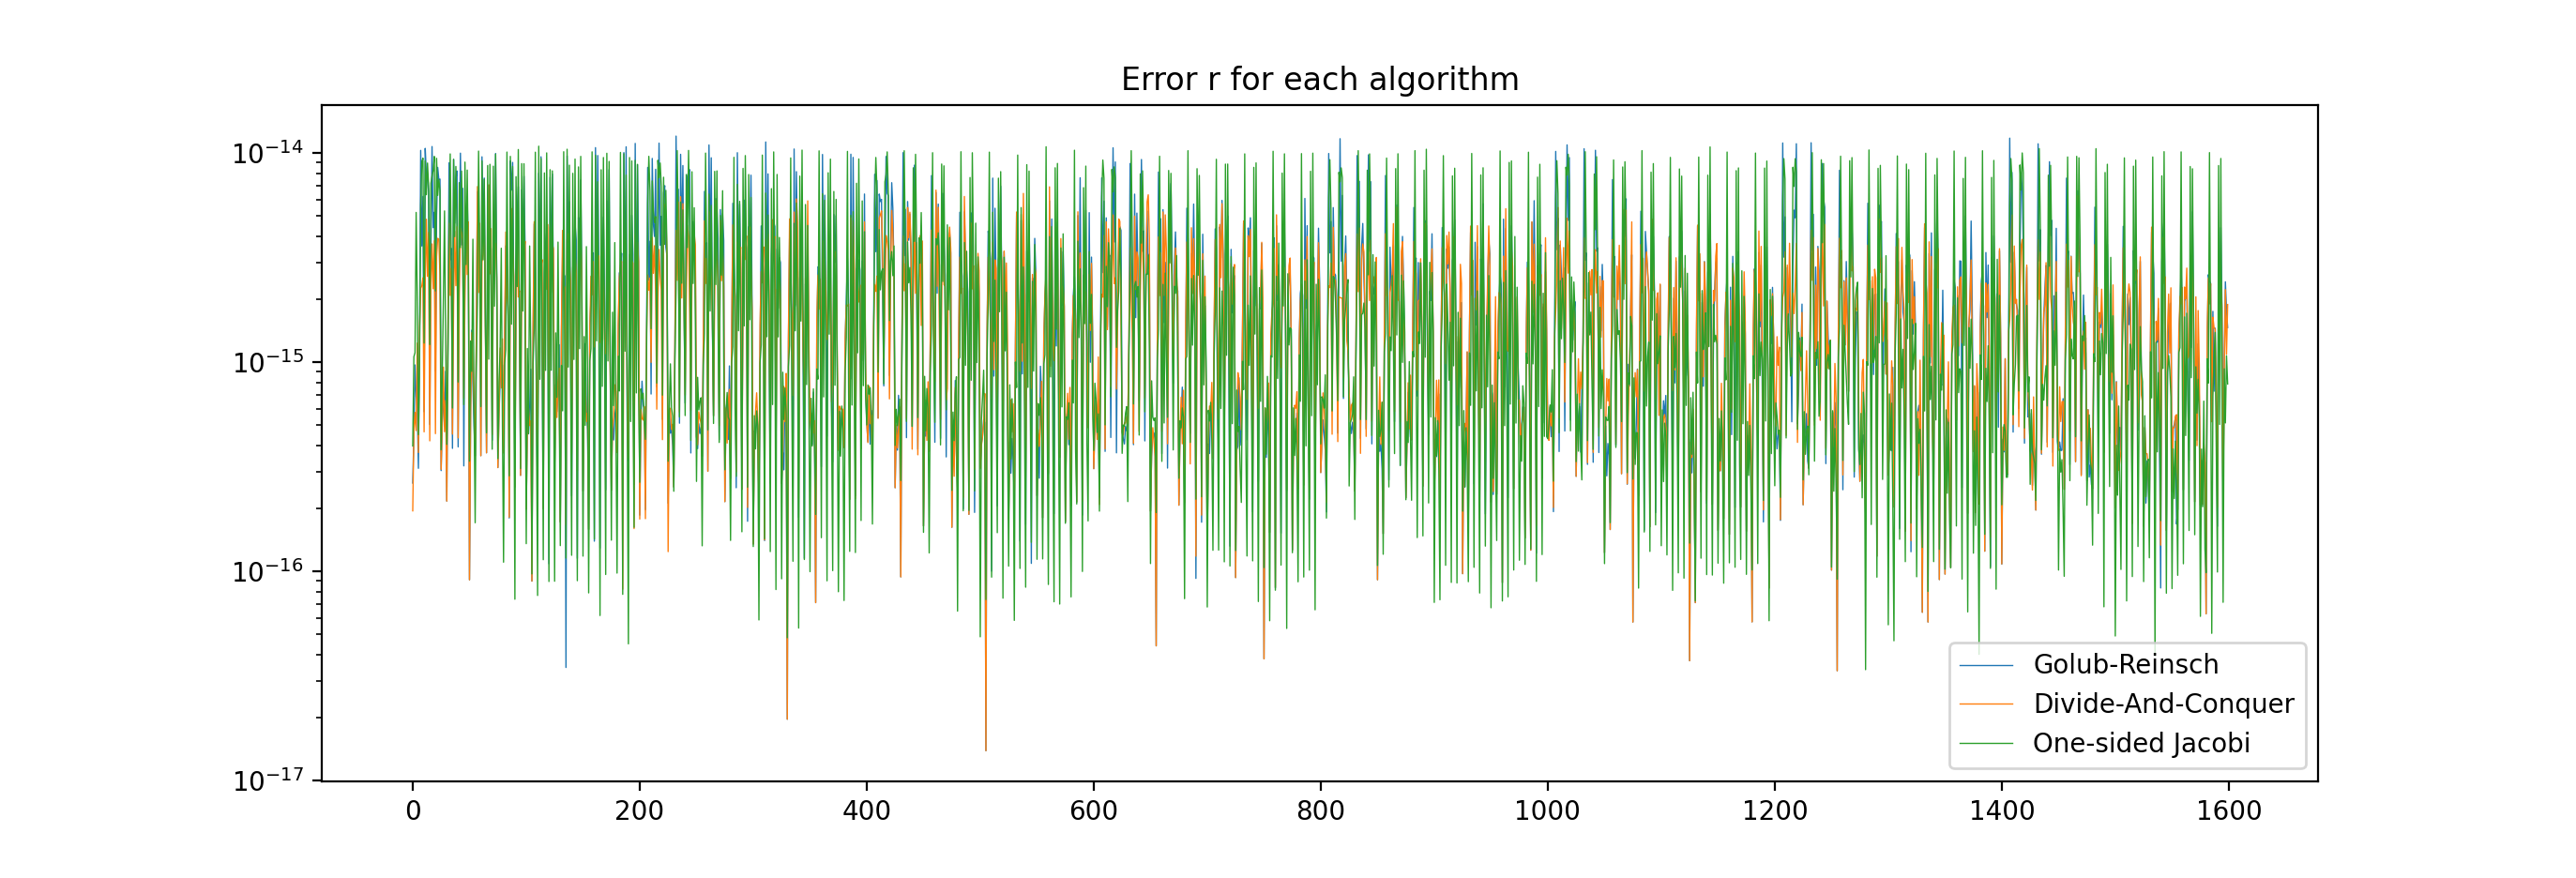 Error r for each algorithm
10⁻¹⁴
10⁻¹⁵
10⁻¹⁶
10⁻¹⁷
0 200 400 600 800 1000 1200 1400 1600
Golub-Reinsch
Divide-And-Conquer
One-sided Jacobi